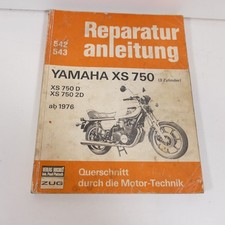 Reparatur
anleitung
542
543
YAMAHA XS 750 (3 Zylinder)
XS 750 D
XS 750 2D
ab 1976
ZUG
Querschnitt
durch die Motor-Technik